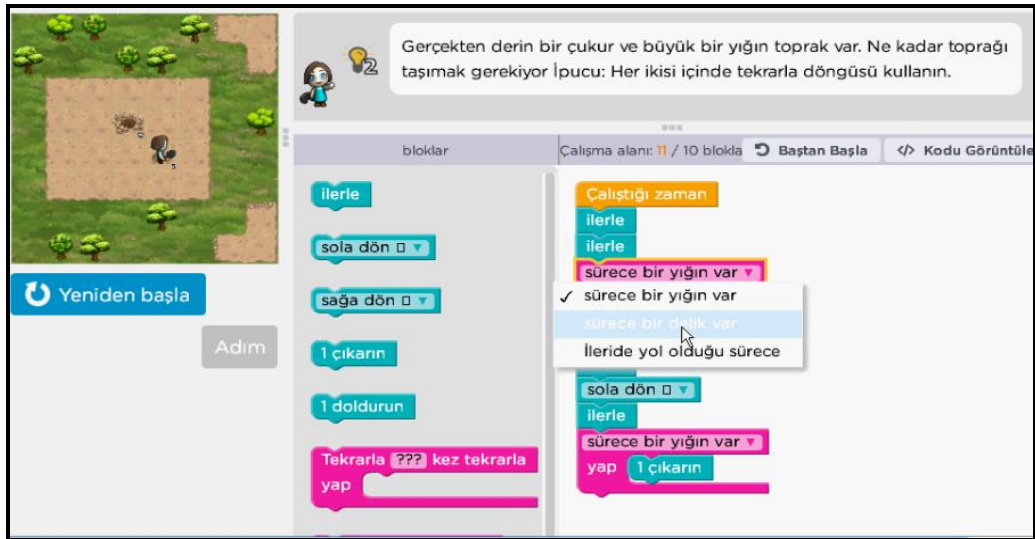 2
Gerçekten derin bir çukur ve büyük bir yığın toprak var. Ne kadar toprağı
taşımak gerekiyor İpucu: Her ikisi içinde tekrarla döngüsü kullanın.
bloklar
Çalışma alanı: 11 / 10 blokla
Baştan Başla
</> Kodu Görüntüle
ilerle
sola dön
sağa dön
1 çıkarın
1 doldurun
Tekrarla ??? kez tekrarla
yap
Yeniden başla
Adım
Çalıştığı zaman
ilerle
ilerle
sürece bir yığın var
✓ sürece bir yığın var
sürece bir delik var
İleride yol olduğu sürece
sola dön
ilerle
sürece bir yığın var
yap 1 çıkarın